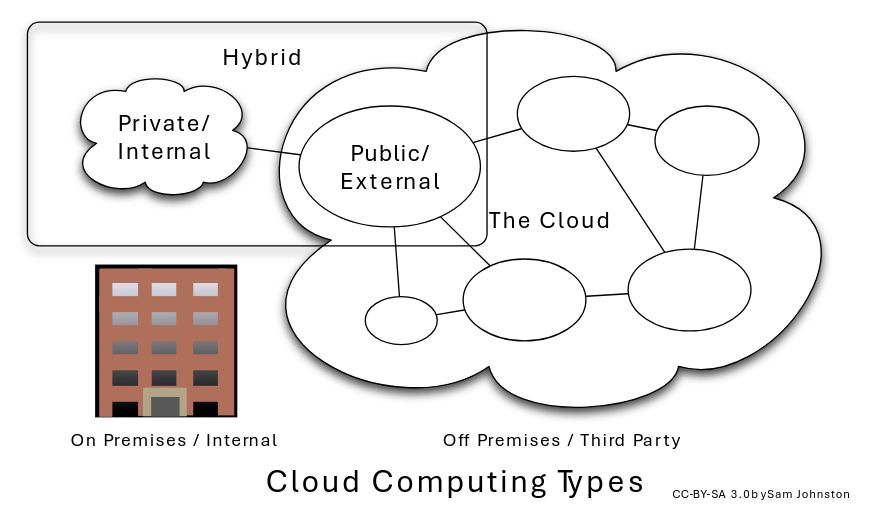 Hybrid
Private/
Internal
Public/
External
The Cloud
On Premises / Internal
Off Premises / Third Party
Cloud Computing Types
CC-BY-SA 3.0 by Sam Johnston